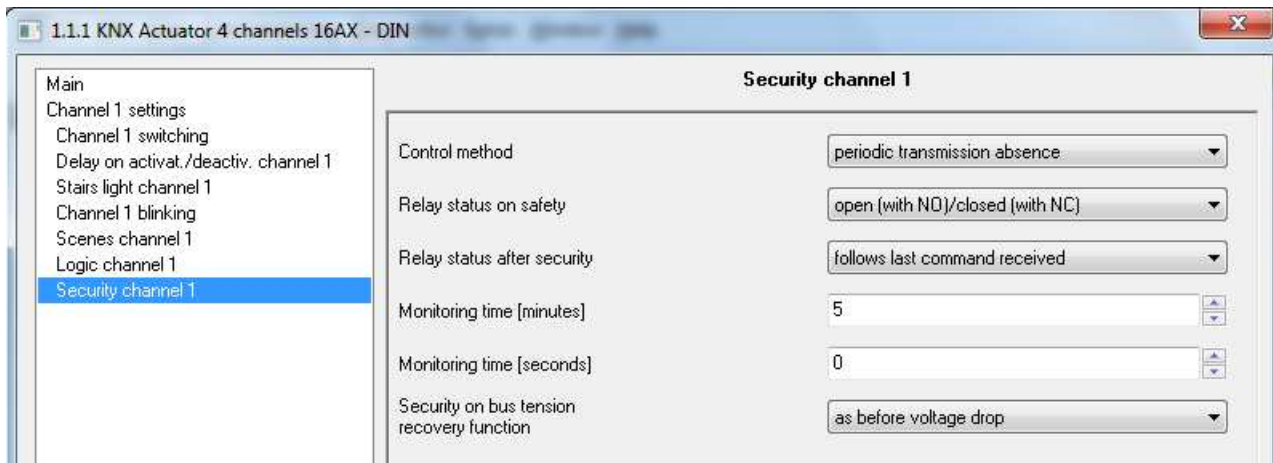 1.1.1 KNX Actuator 4 channels 16AX - DIN
Main
Channel 1 settings
Channel 1 switching
Delay on activat./deactiv. channel 1
Stairs light channel 1
Channel 1 blinking
Scenes channel 1
Logic channel 1
Security channel 1
Security channel 1
Control method
periodic transmission absence
Relay status on safety
open (with NO)/closed (with NC)
Relay status after security
follows last command received
Monitoring time [minutes]
5
Monitoring time [seconds]
0
Security on bus tension
recovery function
as before voltage drop